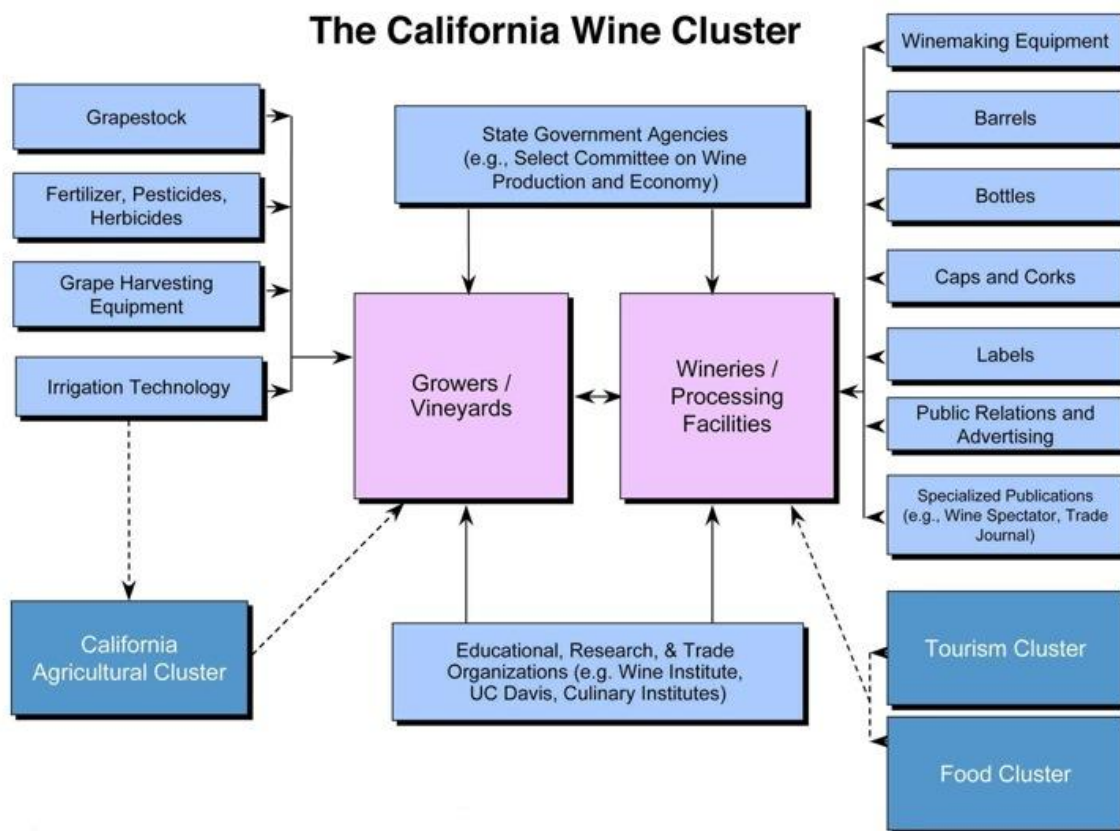 The California Wine Cluster
Grapestock
Fertilizer, Pesticides,
Herbicides
Grape Harvesting
Equipment
Irrigation Technology
California
Agricultural Cluster
State Government Agencies
(e.g., Select Committee on Wine
Production and Economy)
Growers /
Vineyards
Wineries /
Processing
Facilities
Educational, Research, & Trade
Organizations (e.g. Wine Institute,
UC Davis, Culinary Institutes)
Winemaking Equipment
Barrels
Bottles
Caps and Corks
Labels
Public Relations and
Advertising
Specialized Publications
(e.g., Wine Spectator, Trade
Journal)
Tourism Cluster
Food Cluster